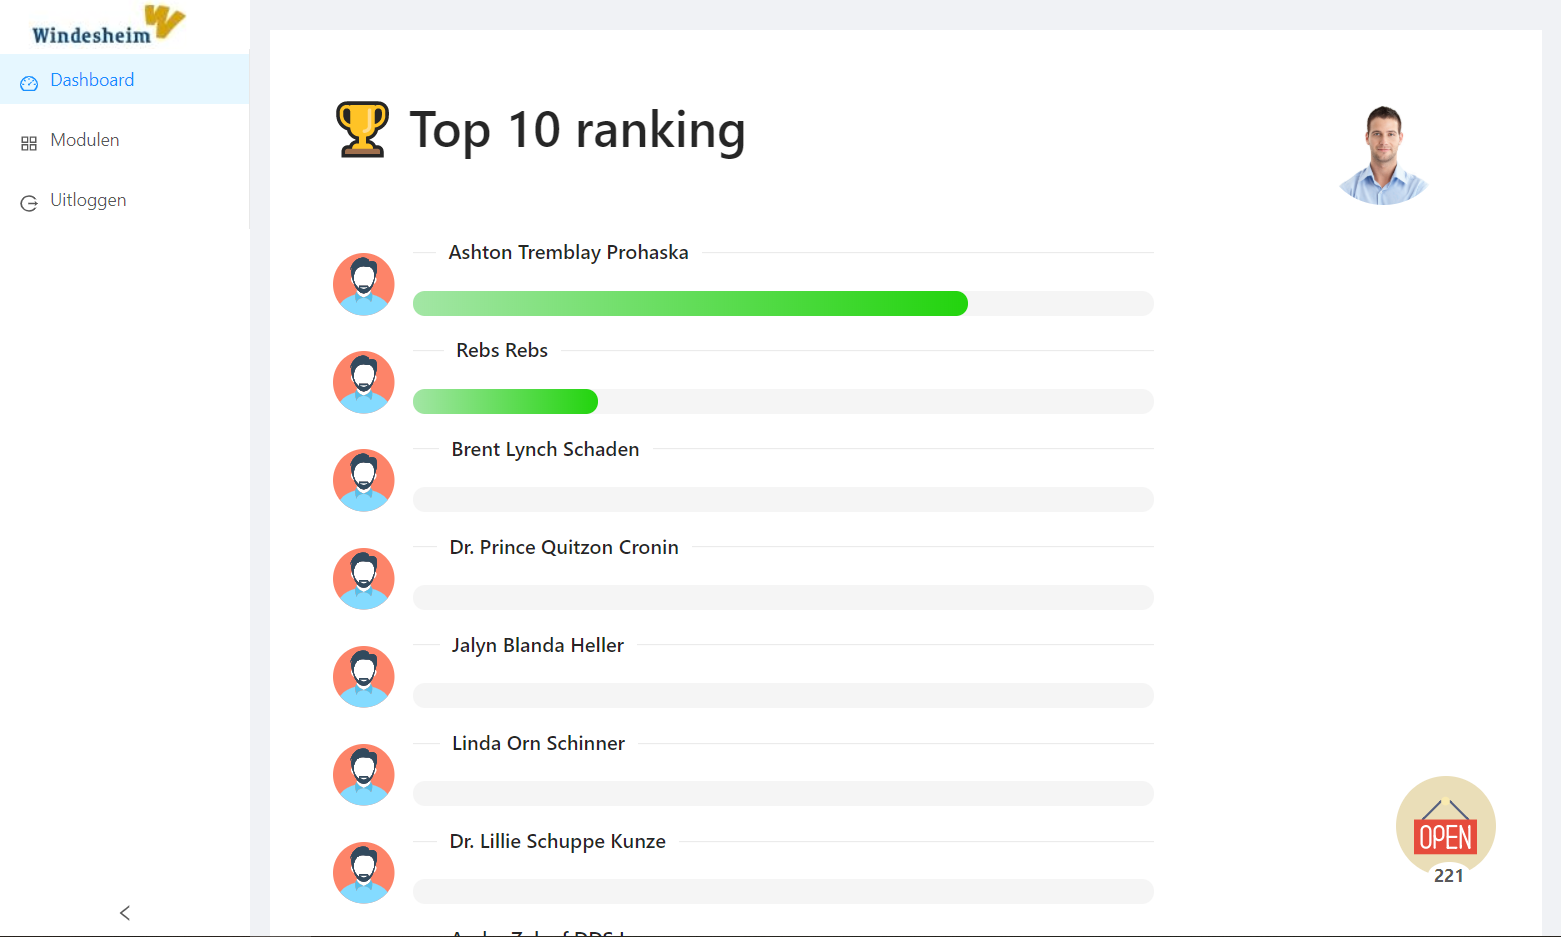 Windesheim
Dashboard
Modulen
Uitloggen
Top 10 ranking
Ashton Tremblay Prohaska
Rebs Rebs
Brent Lynch Schaden
Dr. Prince Quitzon Cronin
Jalyn Blanda Heller
Linda Orn Schinner
Dr. Lillie Schuppe Kunze
OPEN
221